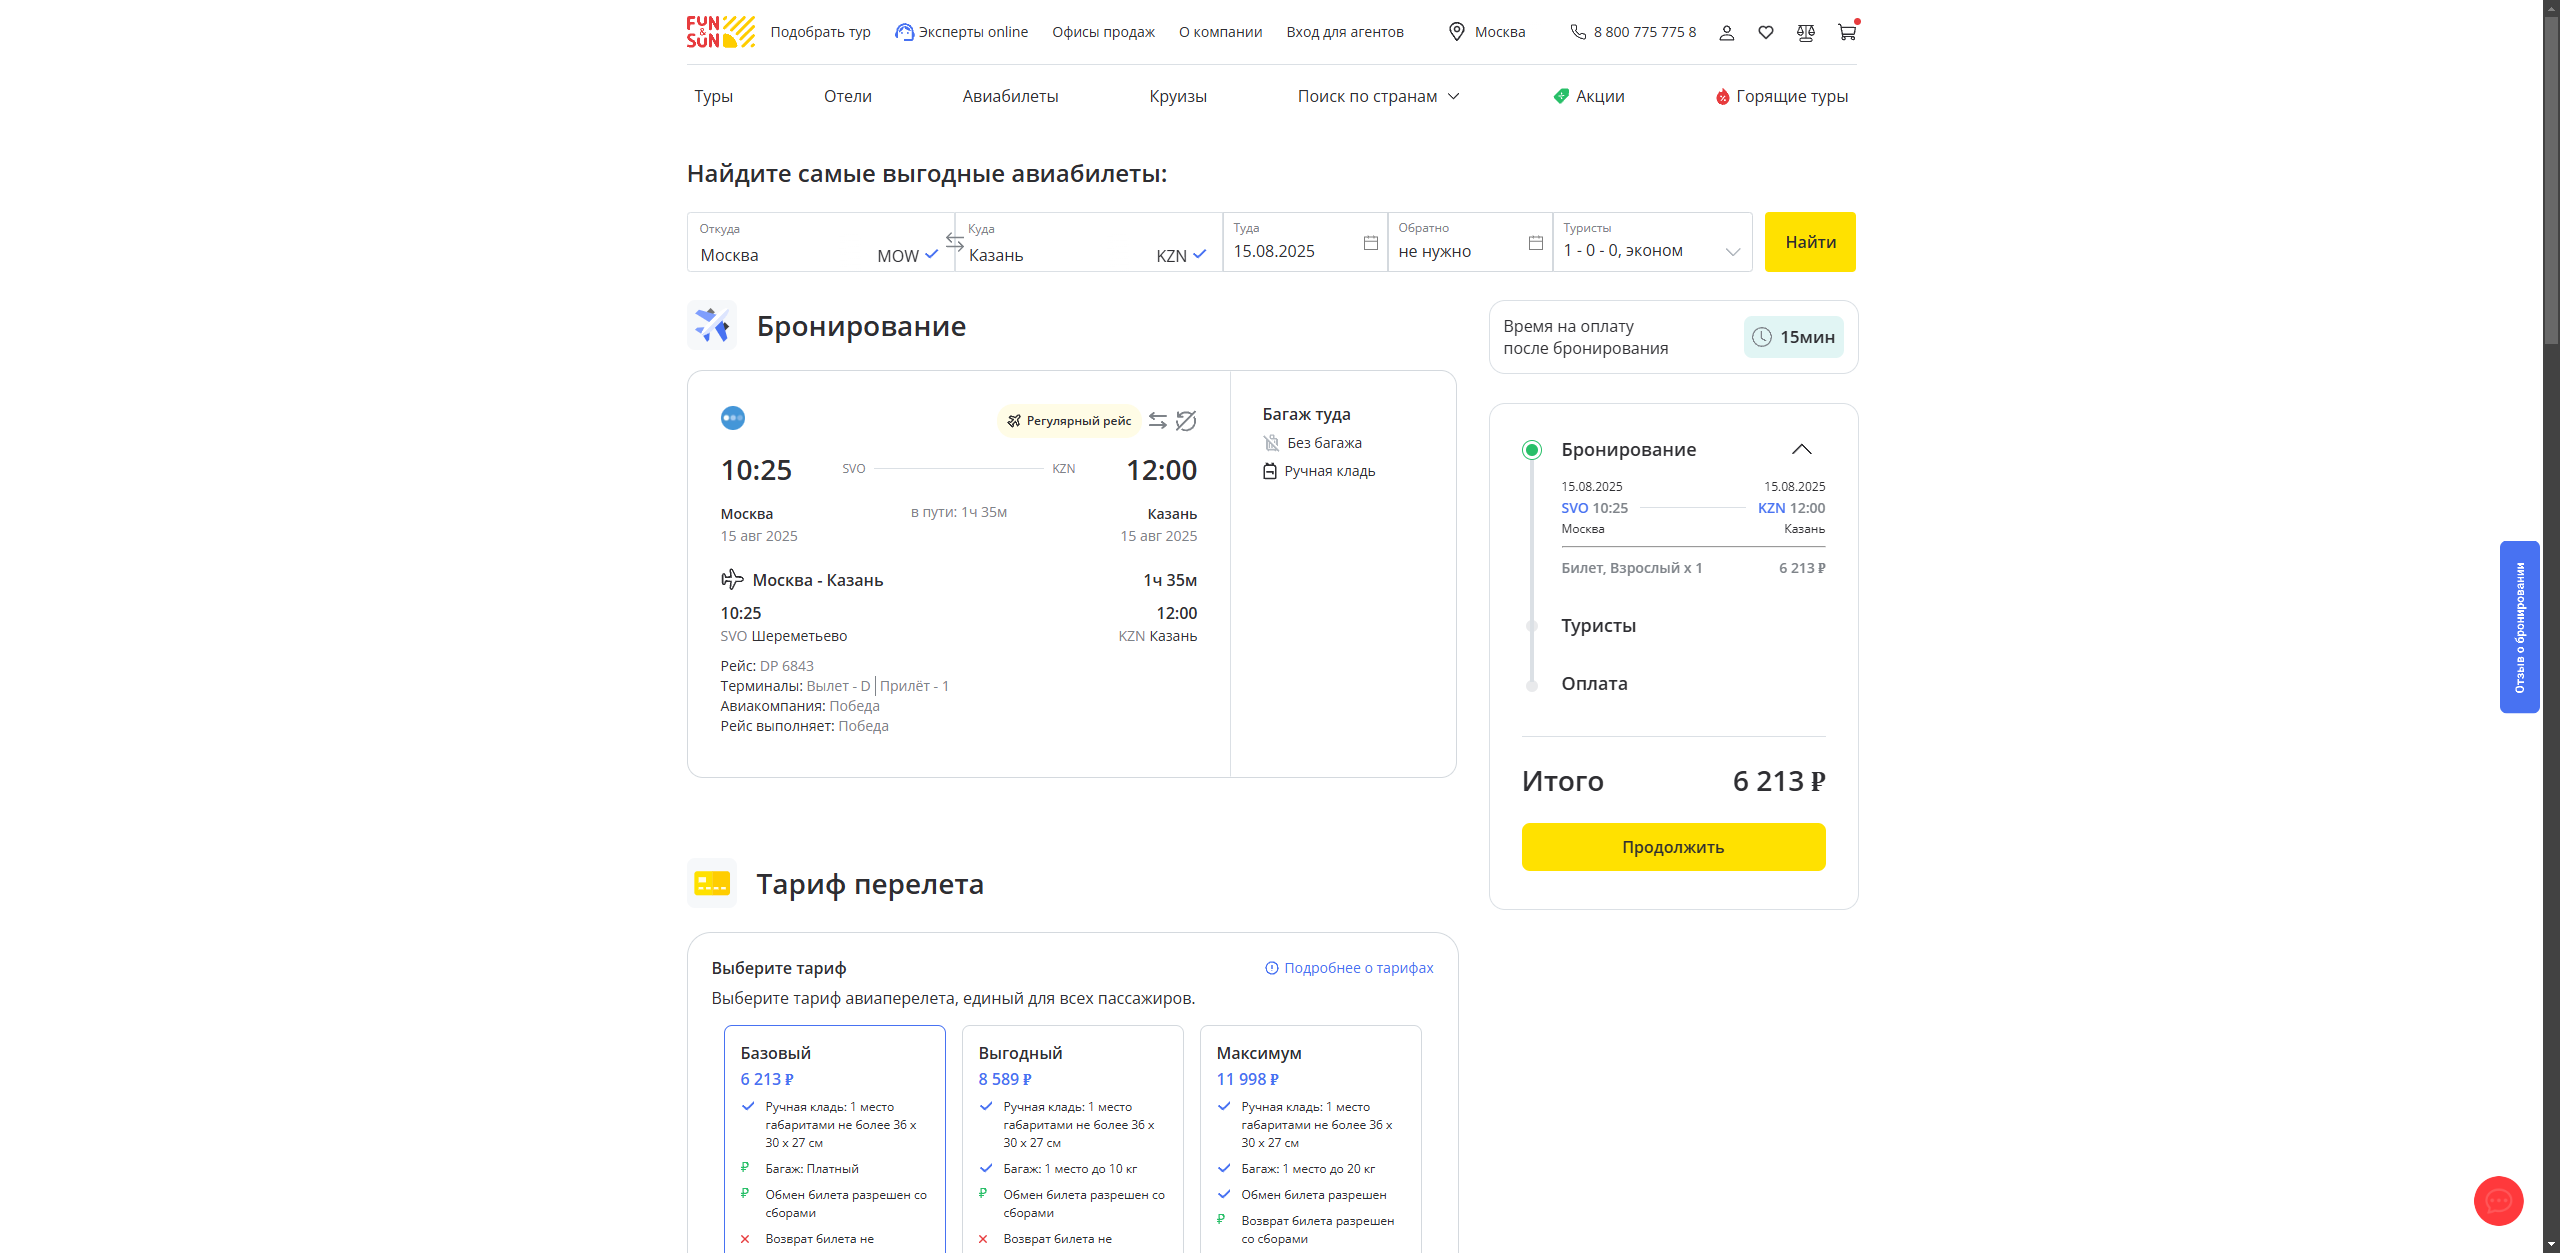 FUN & SUN
Подобрать тур
Эксперты online
Офисы продаж
О компании
Вход для агентов
Москва
8 800 775 775 8
Туры
Отели
Авиабилеты
Круизы
Поиск по странам
Акции
Горящие туры
Найдите самые выгодные авиабилеты:
Откуда
Москва MOW
Куда
Казань KZN
Туда
15.08.2025
Обратно
не нужно
Туристы
1 - 0 - 0, эконом
Найти
Бронирование
Регулярный рейс
10:25 SVO KZN 12:00
Москва в пути: 1ч 35м Казань
15 авг 2025 15 авг 2025
Москва - Казань 1ч 35м
10:25 12:00
SVO Шереметьево KZN Казань
Рейс: DP 6843
Терминалы: Вылет - D | Прилёт - 1
Авиакомпания: Победа
Рейс выполняет: Победа
Багаж туда
Без багажа
Ручная кладь
Время на оплату
после бронирования
15мин
Бронирование
15.08.2025 15.08.2025
SVO 10:25 KZN 12:00
Москва Казань
Билет, Взрослый x 1 6 213 ₽
Туристы
Оплата
Итого 6 213 ₽
Продолжить
Отзыв о бронировании
Тариф перелета
Выберите тариф
Подробнее о тарифах
Выберите тариф авиаперелета, единый для всех пассажиров.
Базовый
6 213 ₽
Ручная кладь: 1 место
габаритами не более 36 x
30 x 27 см
₽ Багаж: Платный
₽ Обмен билета разрешен со
сборами
Возврат билета не
Выгодный
8 589 ₽
Ручная кладь: 1 место
габаритами не более 36 x
30 x 27 см
Багаж: 1 место до 10 кг
₽ Обмен билета разрешен со
сборами
Возврат билета не
Максимум
11 998 ₽
Ручная кладь: 1 место
габаритами не более 36 x
30 x 27 см
Багаж: 1 место до 20 кг
Обмен билета разрешен
₽ Возврат билета разрешен
со сборами